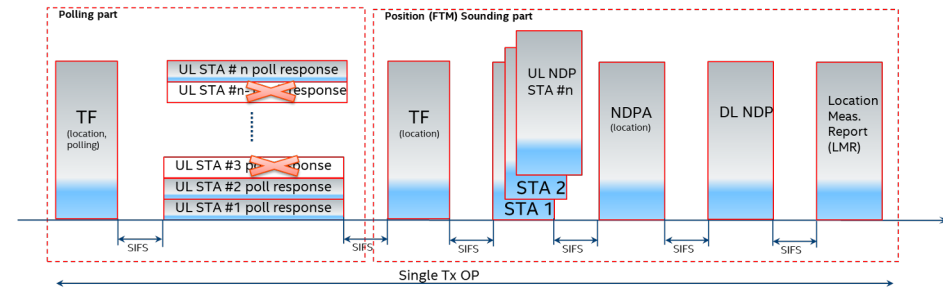 Polling part
Position (FTM) Sounding part
TF
(location,
polling)
UL STA # n poll response
UL STA #n- response
UL STA #3 response
UL STA #2 poll response
UL STA #1 poll response
TF
(location)
UL NDP
STA #n
STA 2
STA 1
NDPA
(location)
DL NDP
Location
Meas.
Report
(LMR)
SIFS
SIFS
SIFS
SIFS
SIFS
SIFS
Single Tx OP